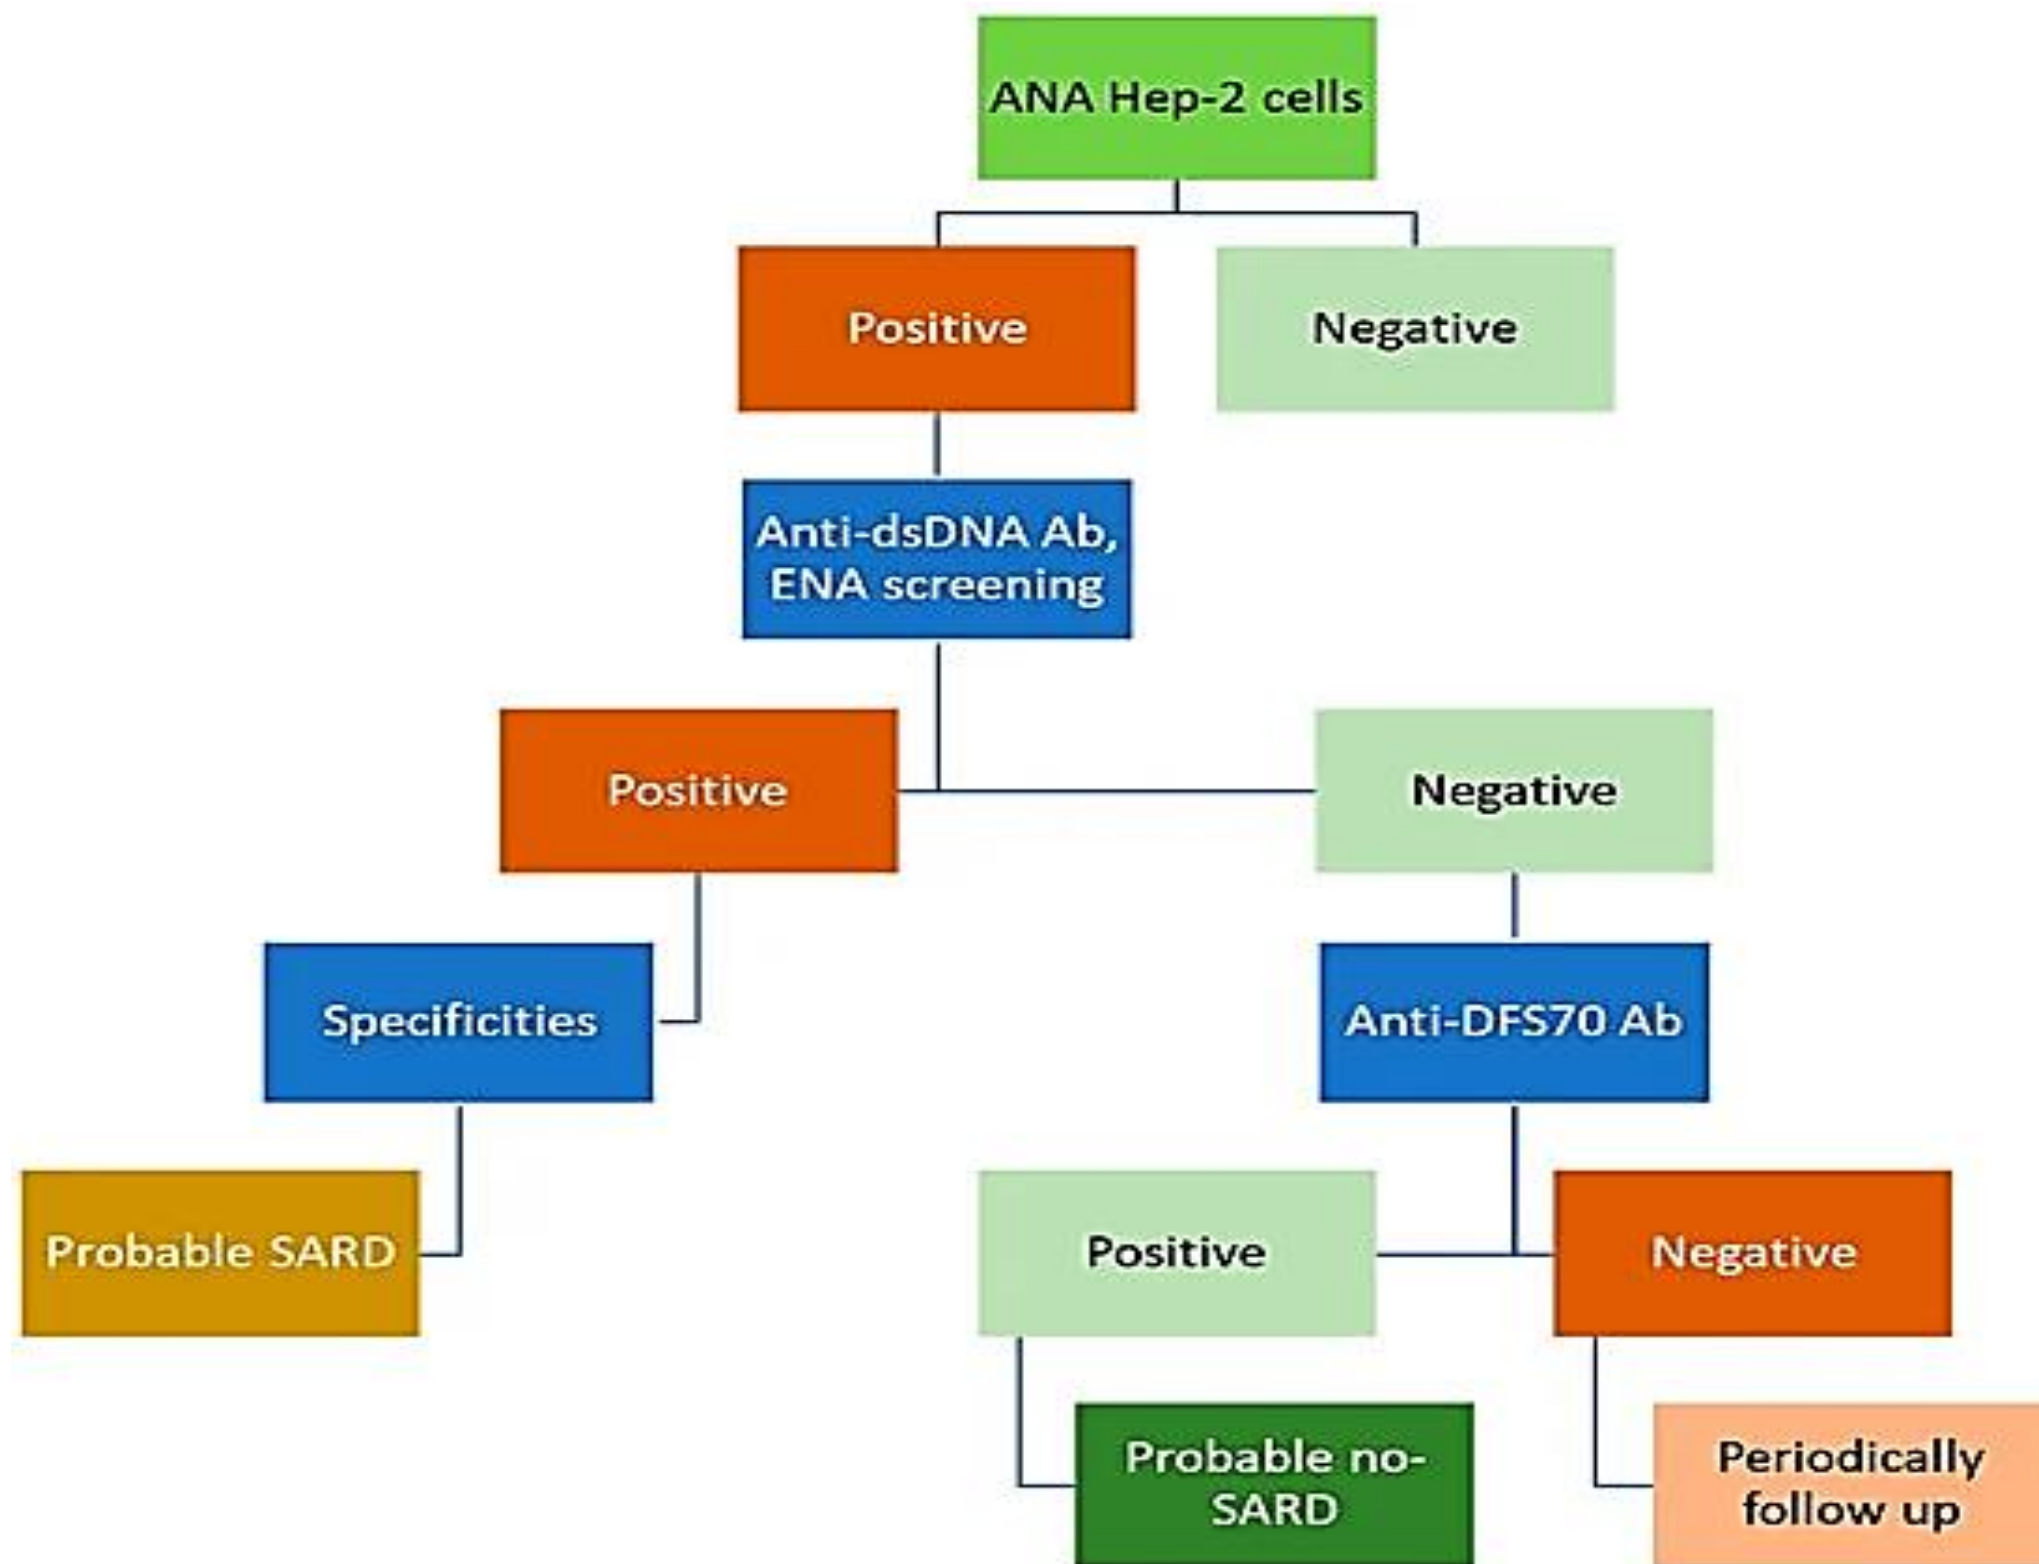 ANA Hep-2 cells
Positive
Negative
Anti-dsDNA Ab,
ENA screening
Positive
Negative
Specificities
Anti-DFS70 Ab
Probable SARD
Positive
Negative
Probable no-
SARD
Periodically
follow up